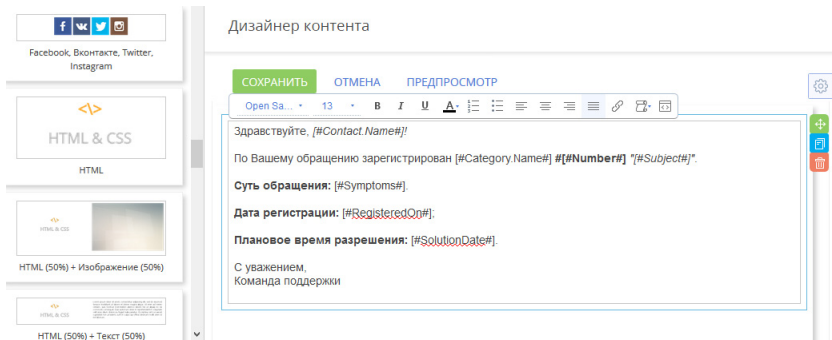 Facebook, Вконтакте, Twitter,
Instagram
<\>
HTML & CSS
HTML
<\>
HTML & CSS
HTML (50%) + Изображение (50%)
<\>
HTML & CSS
HTML (50%) + Текст (50%)
Дизайнер контента
СОХРАНИТЬ ОТМЕНА ПРЕДПРОСМОТР
Open Sa... 13 B I U A
Здравствуйте, [#Contact.Name#]!
По Вашему обращению зарегистрирован [#Category.Name#] #[#Number#] "[#Subject#]".
Суть обращения: [#Symptoms#].
Дата регистрации: [#RegisteredOn#];
Плановое время разрешения: [#SolutionDate#].
С уважением,
Команда поддержки